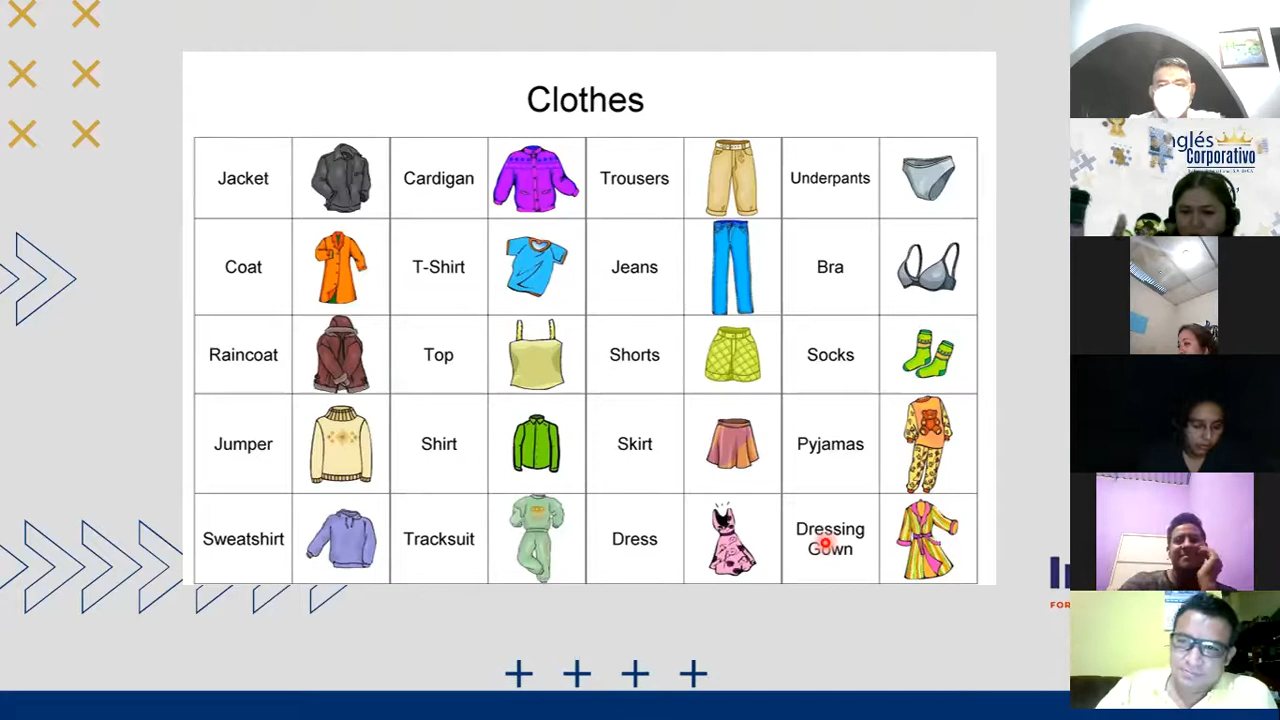 Clothes
Jacket Cardigan Trousers Underpants
Coat T-Shirt Jeans Bra
Raincoat Top Shorts Socks
Jumper Shirt Skirt Pyjamas
Sweatshirt Tracksuit Dress Dressing
Gown
nglés
Corporativo
FOR